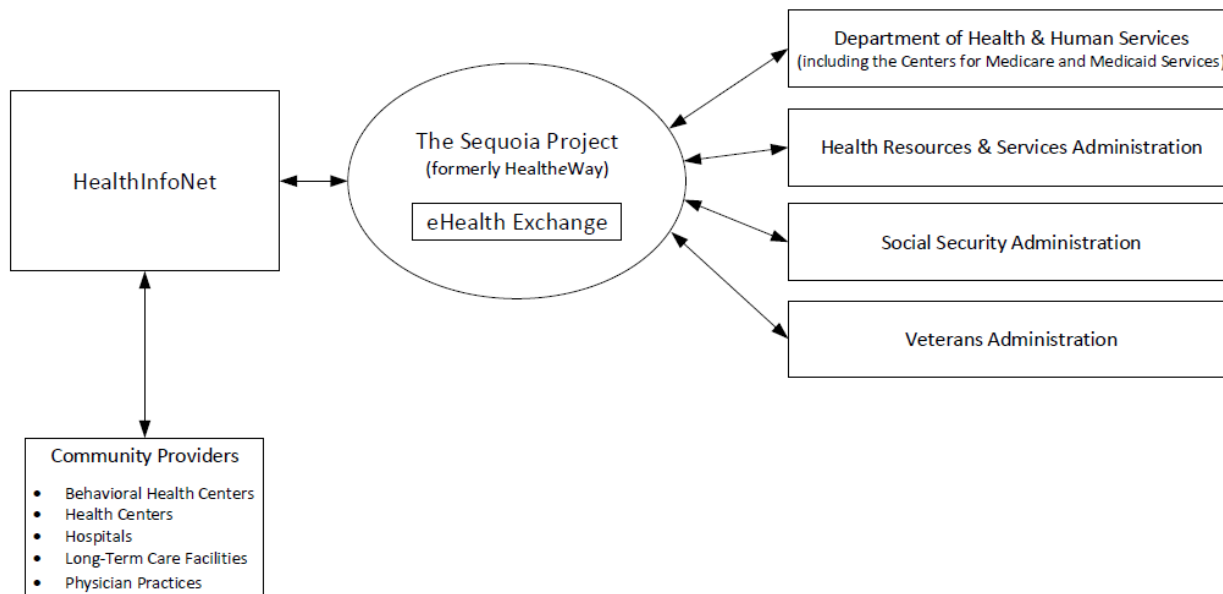 HealthInfoNet
The Sequoia Project
(formerly HealtheWay)
eHealth Exchange
Department of Health & Human Services
(including the Centers for Medicare and Medicaid Services)
Health Resources & Services Administration
Social Security Administration
Veterans Administration
Community Providers
• Behavioral Health Centers
• Health Centers
• Hospitals
• Long-Term Care Facilities
• Physician Practices